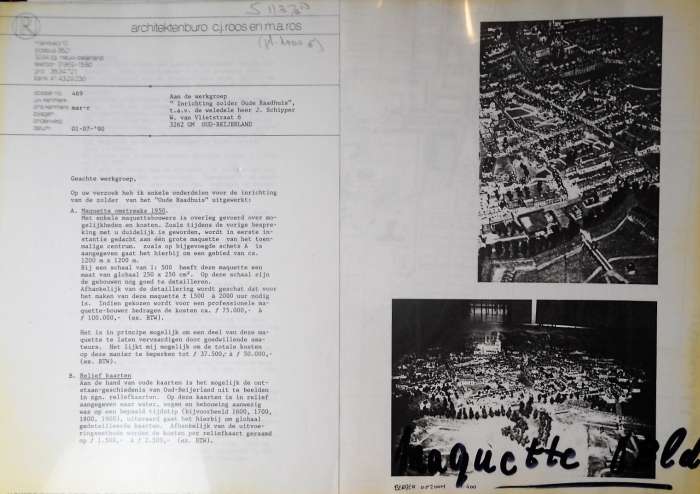 architektenburo c.j.roos en m.a.ros
dossier no. 469
mar-r
datum 01-07-'90
Aan de werkgroep
" Inrichting zolder Oude Raadhuis",
t.a.v. de weledele heer J. Schipper
W. van Vlietstraat 6
3262 GM OUD-BEIJERLAND
Geachte werkgroep,
Op uw verzoek heb ik enkele onderdelen voor de inrichting
van de zolder van het "Oude Raadhuis" uitgewerkt:
A. Maquette omstreeks 1950.
Met enkele maquettebouwers is overleg gevoerd over mo-
gelijkheden en kosten. Zoals tijdens de vorige bespre-
king met u duidelijk is geworden, wordt in eerste in-
stantie gedacht aan één grote maquette van het toen-
malige centrum. zoals op bijgevoegde schets A is
aangegeven gaat het hierbij om een gebied van ca.
1200 m x 1200 m.
Bij een schaal van 1: 500 heeft deze maquette een
maat van globaal 250 x 250 cm². Op deze schaal zijn
de gebouwen nog goed te detailleren.
Afhankelijk van de detaillering wordt geschat dat voor
het maken van deze maquette ± 1500 à 2000 uur nodig
is. Indien gekozen wordt voor een professionele ma-
quette-bouwer bedragen de kosten ca. ƒ 75.000,- à
ƒ 100.000,- (ex. BTW).
Het is in principe mogelijk om een deel van deze ma-
quette te laten vervaardigen door goedwillende ama-
teurs. Het lijkt mij mogelijk om de totale kosten
op deze manier te beperken tot ƒ 37.500,- à ƒ 50.000,-
(ex. BTW).
B. Relief kaarten
Aan de hand van oude kaarten is het mogelijk de ont-
staan-geschiedenis van Oud-Beijerland uit te beelden
in zgn. reliefkaarten. Op deze kaarten is in relief
aangegeven waar water, wegen en bebouwing aanwezig
was op een bepaald tijdstip (bijvoorbeeld 1600, 1700,
1800, 1900), uiteraard gaat het hierbij om globaal
gedetailleerde kaarten. Afhankelijk van de uitvoe-
ringsmethode worden de kosten per reliefkaart geraamd
op ƒ 1.500,- à ƒ 2.500,- (ex. BTW).
Maquette
BERGEN OP ZOOM 400